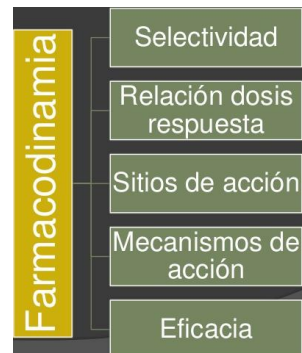 Farmacodinamia
Selectividad
Relación dosis
respuesta
Sitios de acción
Mecanismos de
acción
Eficacia